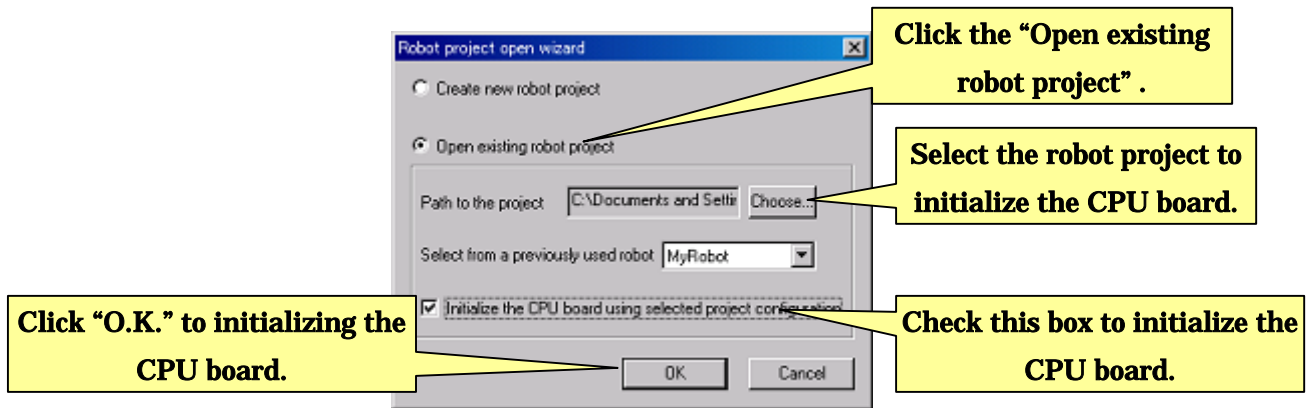 Robot project open wizard
Create new robot project
Open existing robot project
Path to the project C:\Documents and Settir Choose...
Select from a previously used robot MyRobot
Initialize the CPU board using selected project configuration
OK Cancel
Click the “Open existing
robot project” .
Select the robot project to
initialize the CPU board.
Check this box to initialize the
CPU board.
Click “O.K.” to initializing the
CPU board.